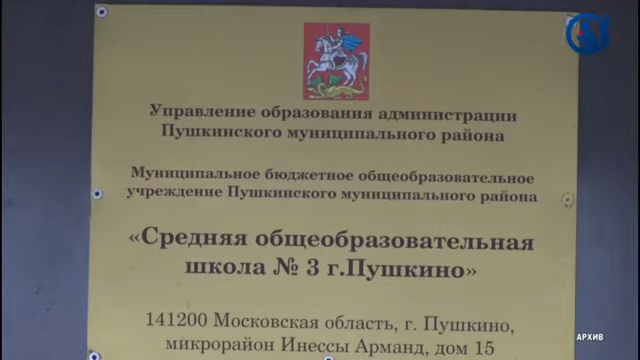 Управление образования администрации
Пушкинского муниципального района
Муниципальное бюджетное общеобразовательное
учреждение Пушкинского муниципального района
«Средняя общеобразовательная
школа № 3 г.Пушкино»
141200 Московская область, г. Пушкино,
микрорайон Инессы Арманд, дом 15
АРХИВ